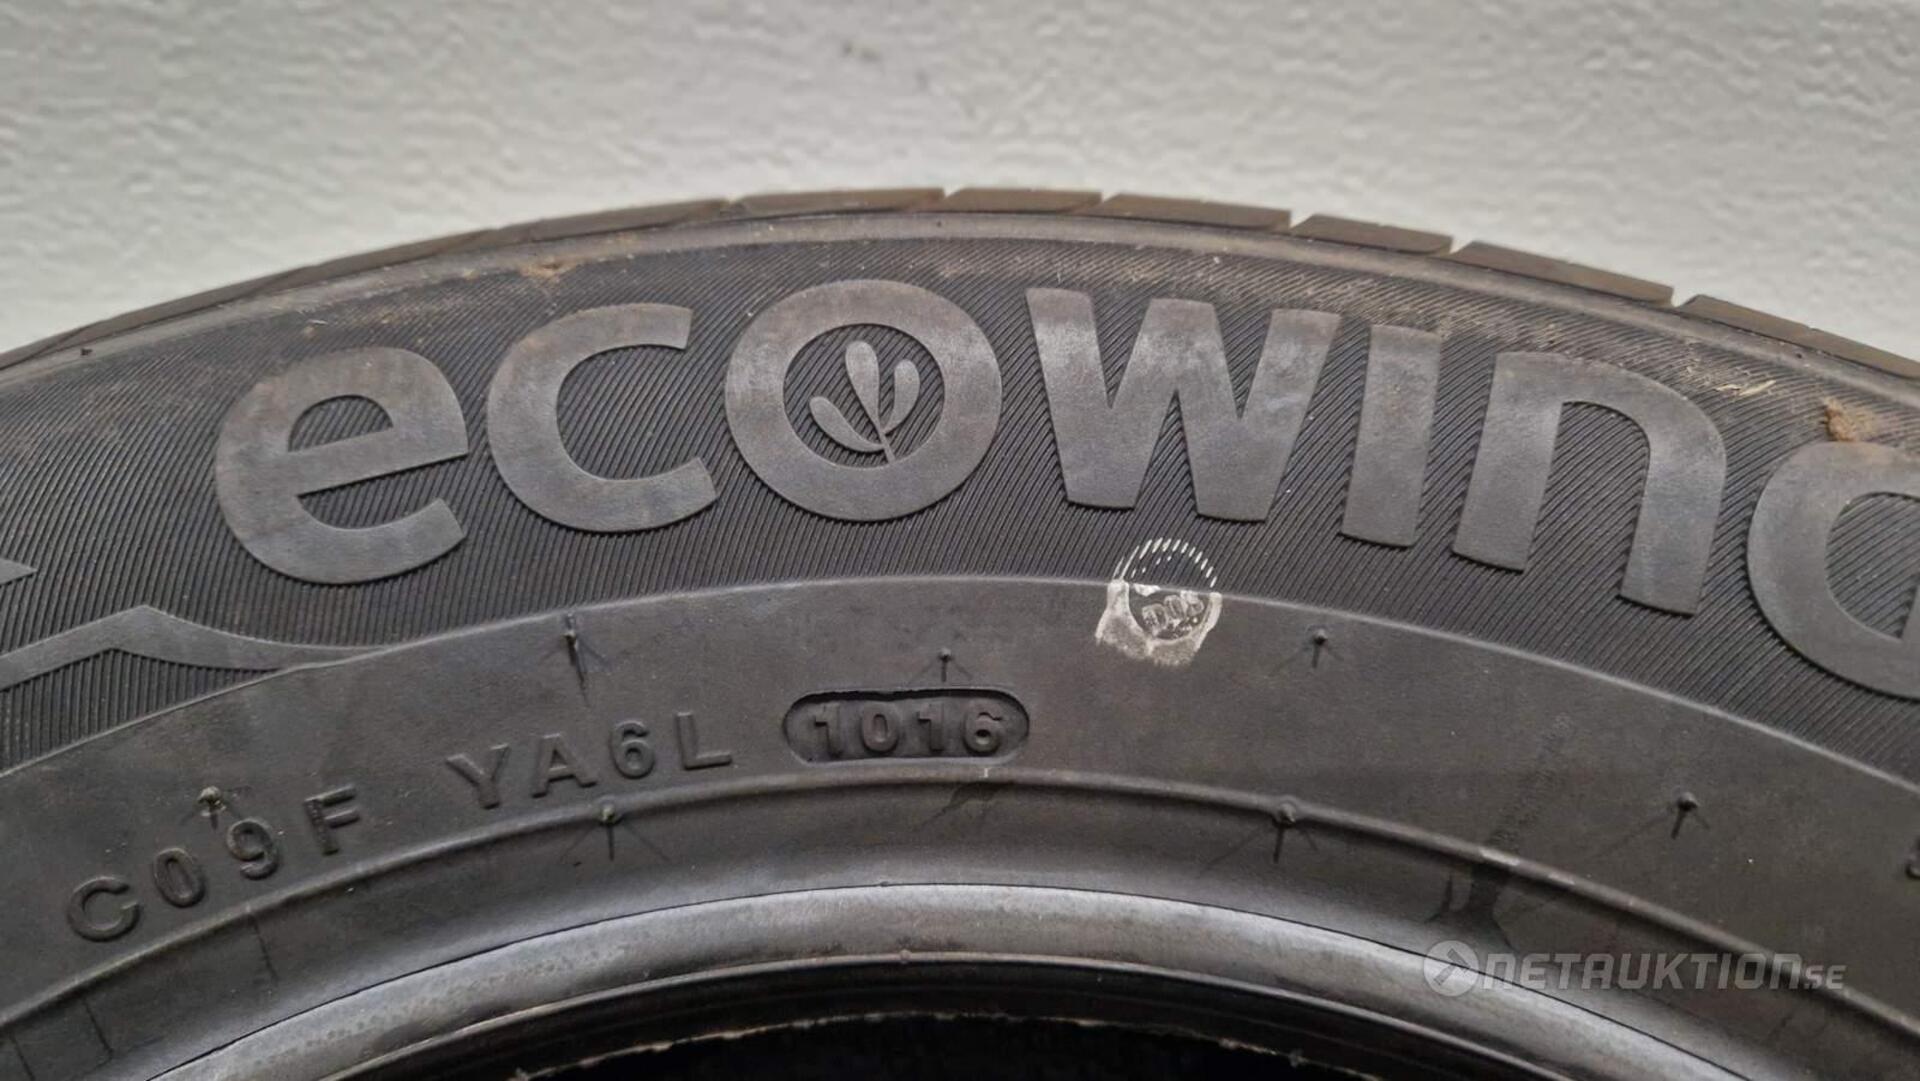 ecowing
C09F YA6L 1016
NETAUKTION.SE